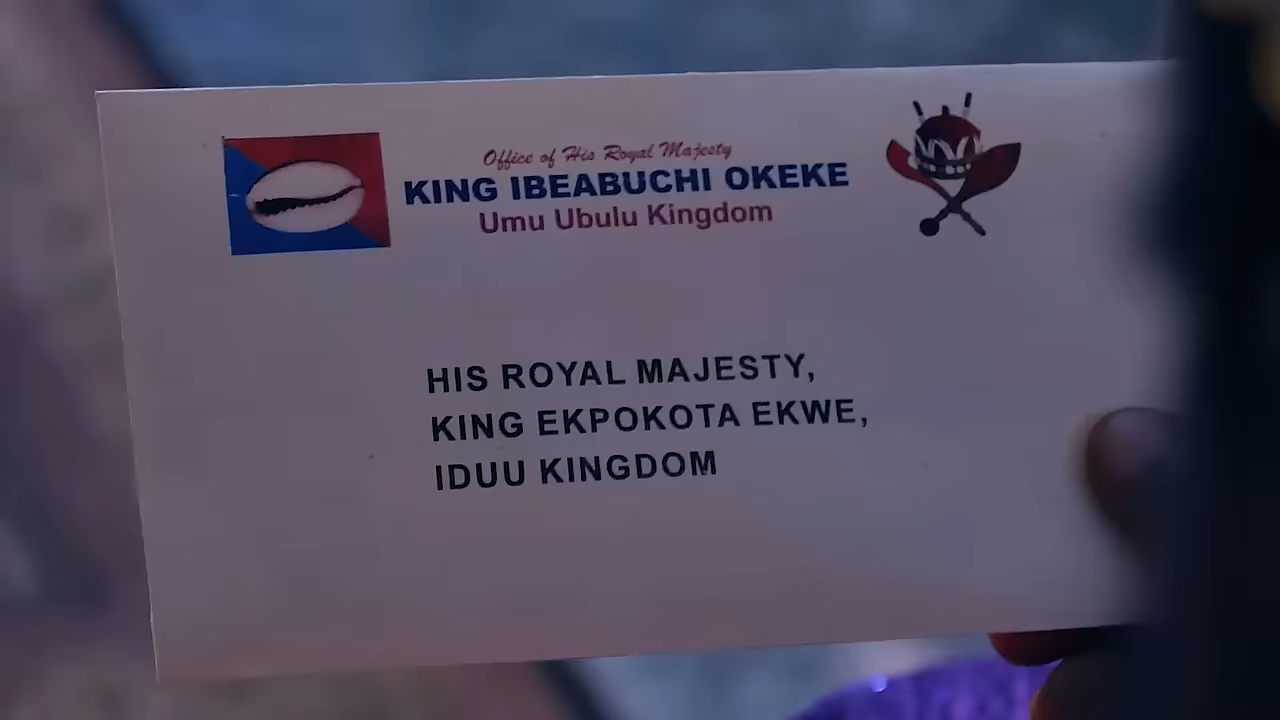 Office of His Royal Majesty
KING IBEABUCHI OKEKE
Umu Ubulu Kingdom
HIS ROYAL MAJESTY,
KING EKPOKOTA EKWE,
IDUU KINGDOM